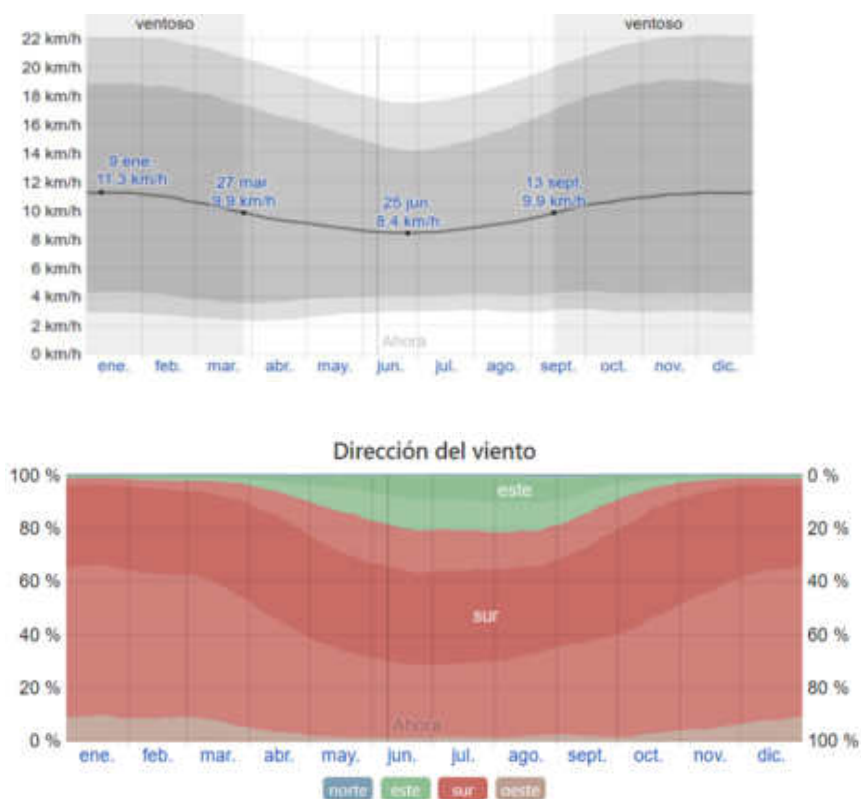 ventoso ventoso
22 km/h
20 km/h
18 km/h
16 km/h
14 km/h
12 km/h
10 km/h
8 km/h
6 km/h
4 km/h
2 km/h
0 km/h
9 ene
11,3 km/h
27 mar
9,9 km/h
25 jun
8,4 km/h
13 sept.
9,9 km/h
Ahora
ene. feb. mar. abr. may. jun. jul. ago. sept. oct. nov. dic.
Dirección del viento
100 % 0 %
80 % 20 %
60 % 40 %
40 % 60 %
20 % 80 %
0 % 100 %
este
sur
Ahora
ene. feb. mar. abr. may. jun. jul. ago. sept. oct. nov. dic.
norte este sur oeste